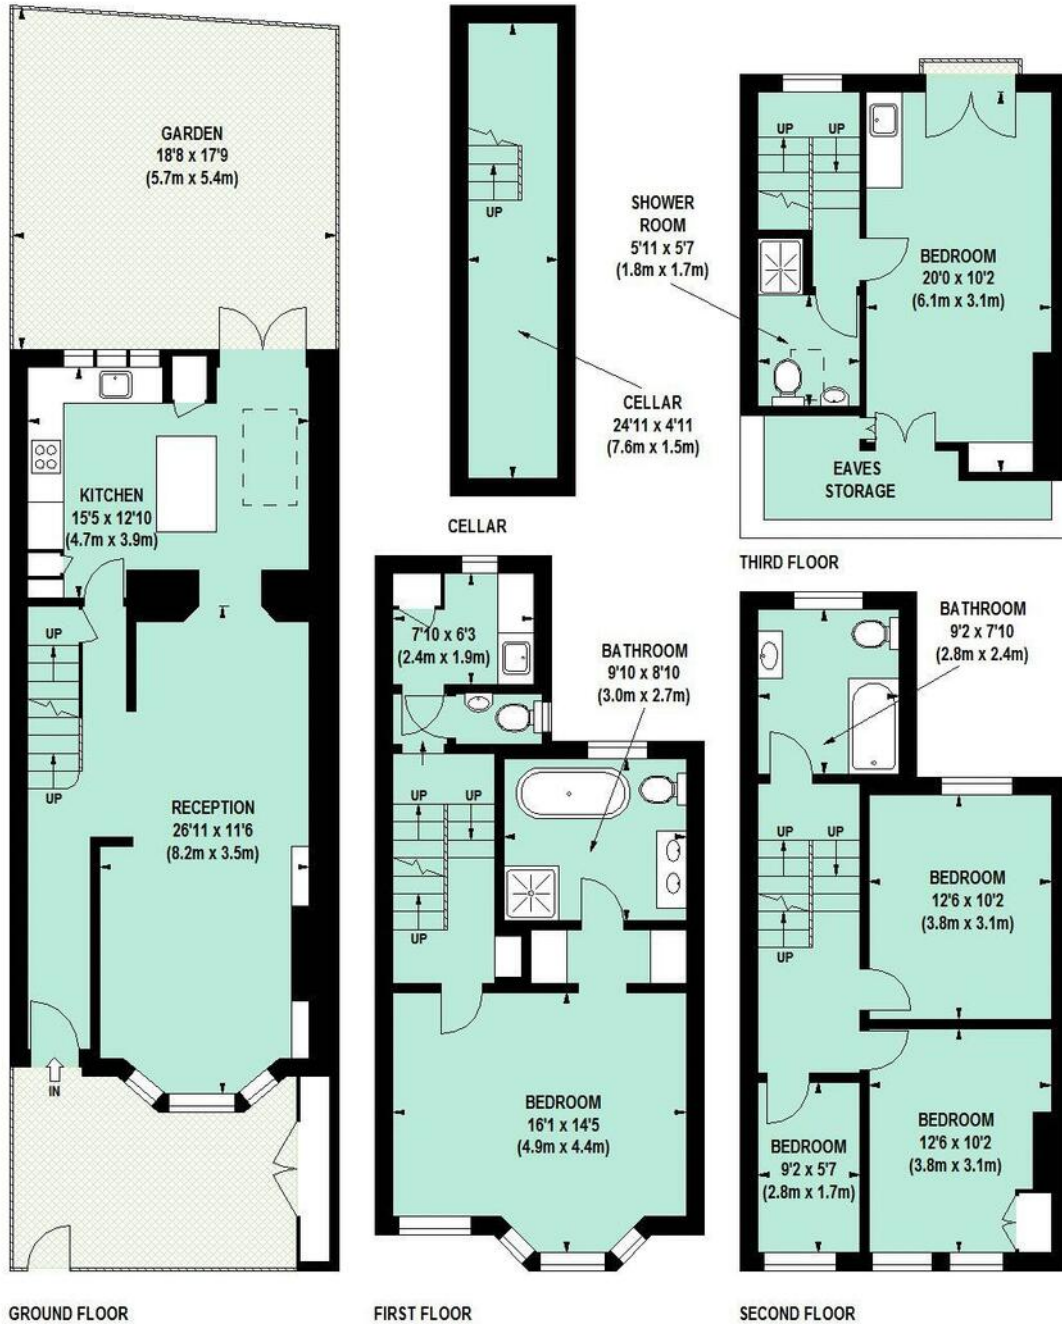 GARDEN
18'8 x 17'9
(5.7m x 5.4m)
KITCHEN
15'5 x 12'10
(4.7m x 3.9m)
UP
UP
RECEPTION
26'11 x 11'6
(8.2m x 3.5m)
IN
GROUND FLOOR
UP
CELLAR
24'11 x 4'11
(7.6m x 1.5m)
CELLAR
7'10 x 6'3
(2.4m x 1.9m)
BATHROOM
9'10 x 8'10
(3.0m x 2.7m)
UP
UP
UP
BEDROOM
16'1 x 14'5
(4.9m x 4.4m)
FIRST FLOOR
UP
UP
SHOWER
ROOM
5'11 x 5'7
(1.8m x 1.7m)
BEDROOM
20'0 x 10'2
(6.1m x 3.1m)
EAVES
STORAGE
THIRD FLOOR
BATHROOM
9'2 x 7'10
(2.8m x 2.4m)
UP
UP
UP
BEDROOM
12'6 x 10'2
(3.8m x 3.1m)
BEDROOM
12'6 x 10'2
(3.8m x 3.1m)
BEDROOM
9'2 x 5'7
(2.8m x 1.7m)
SECOND FLOOR